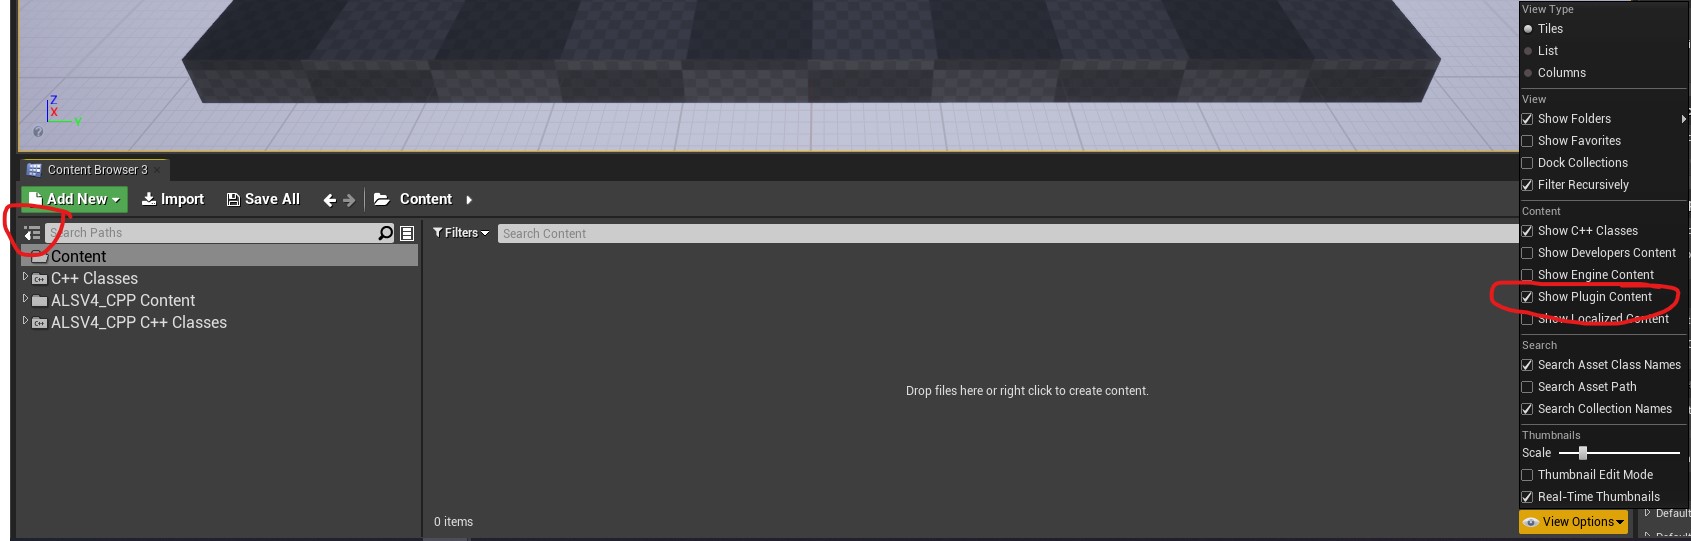 View Type
Tiles
List
Columns
View
Show Folders
Show Favorites
Dock Collections
Filter Recursively
Content
Show C++ Classes
Show Developers Content
Show Engine Content
Show Plugin Content
Show Localized Content
Search
Search Asset Class Names
Search Asset Path
Search Collection Names
Thumbnails
Scale
Thumbnail Edit Mode
Real-Time Thumbnails
View Options
Z
X
Y
?
Content Browser 3
Add New Import Save All Content
Search Paths
Content
C++ Classes
ALSV4_CPP Content
ALSV4_CPP C++ Classes
Filters Search Content
Drop files here or right click to create content.
0 items
Default